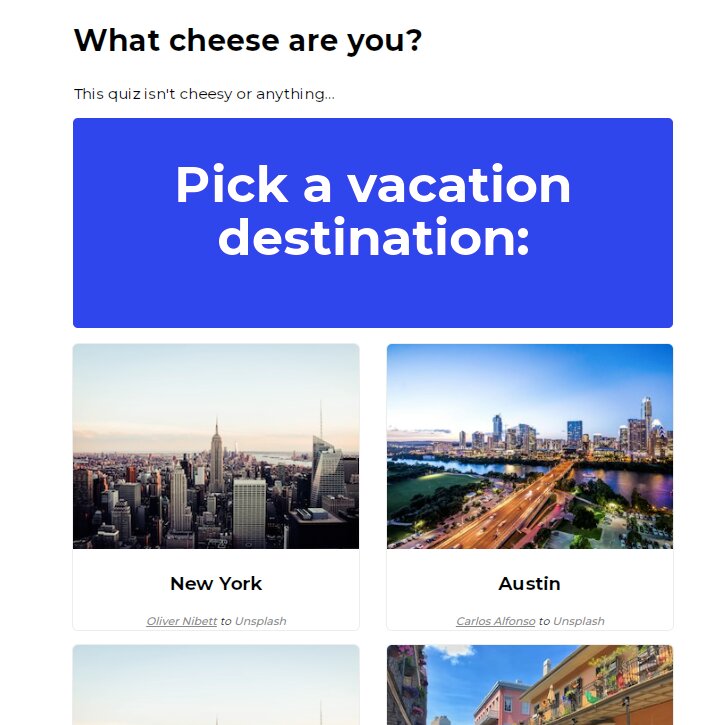 What cheese are you?
This quiz isn't cheesy or anything...
Pick a vacation
destination:
New York
Austin
Oliver Nibett to Unsplash
Carlos Alfonso to Unsplash